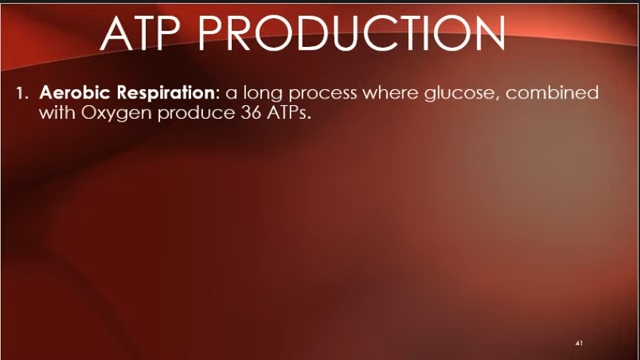 ATP PRODUCTION
1. Aerobic Respiration: a long process where glucose, combined
with Oxygen produce 36 ATPs.
41